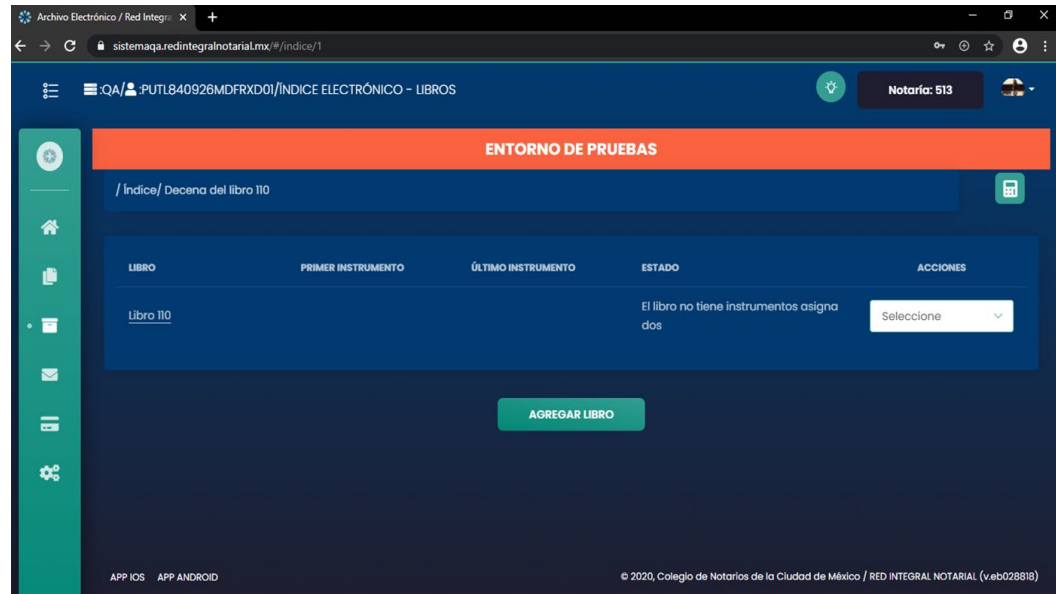 Archivo Electrónico / Red Integra
sistemaqa.redintegralnotarial.mx/#/indice/1
:QA/ :PUTL840926MDFRXD01/ÍNDICE ELECTRÓNICO - LIBROS
Notaría: 513
ENTORNO DE PRUEBAS
/ Índice/ Decena del libro 110
LIBRO PRIMER INSTRUMENTO ÚLTIMO INSTRUMENTO ESTADO ACCIONES
Libro 110 El libro no tiene instrumentos asigna Seleccione
dos
AGREGAR LIBRO
APP IOS APP ANDROID © 2020, Colegio de Notarios de la Ciudad de México / RED INTEGRAL NOTARIAL (v.eb028818)